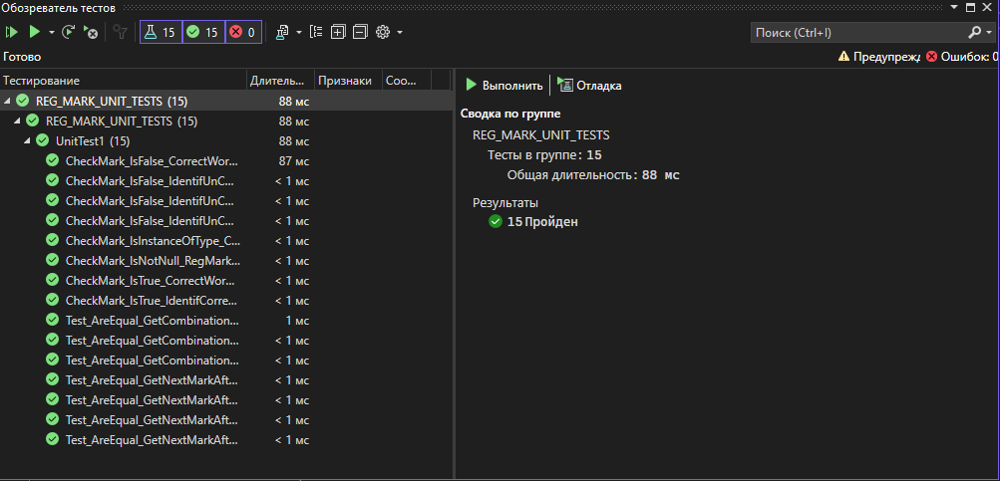 Обозреватель тестов
15 15 0
Поиск (Ctrl+I)
Готово
Предупрежд Ошибок: 0
Тестирование Длитель... Признаки Соо...
REG_MARK_UNIT_TESTS (15) 88 мс
REG_MARK_UNIT_TESTS (15) 88 мс
UnitTest1 (15) 88 мс
CheckMark_IsFalse_CorrectWor... 87 мс
CheckMark_IsFalse_IdentifUnC... < 1 мс
CheckMark_IsFalse_IdentifUnC... < 1 мс
CheckMark_IsFalse_IdentifUnC... < 1 мс
CheckMark_IsInstanceOfType_C... < 1 мс
CheckMark_IsNotNull_RegMark... < 1 мс
CheckMark_IsTrue_CorrectWor... < 1 мс
CheckMark_IsTrue_IdentifCorre... < 1 мс
Test_AreEqual_GetCombination... 1 мс
Test_AreEqual_GetCombination... < 1 мс
Test_AreEqual_GetCombination... < 1 мс
Test_AreEqual_GetNextMarkAft... < 1 мс
Test_AreEqual_GetNextMarkAft... < 1 мс
Test_AreEqual_GetNextMarkAft... < 1 мс
Test_AreEqual_GetNextMarkAft... < 1 мс
Выполнить Отладка
Сводка по группе
REG_MARK_UNIT_TESTS
Тесты в группе: 15
Общая длительность: 88 мс
Результаты
15 Пройден